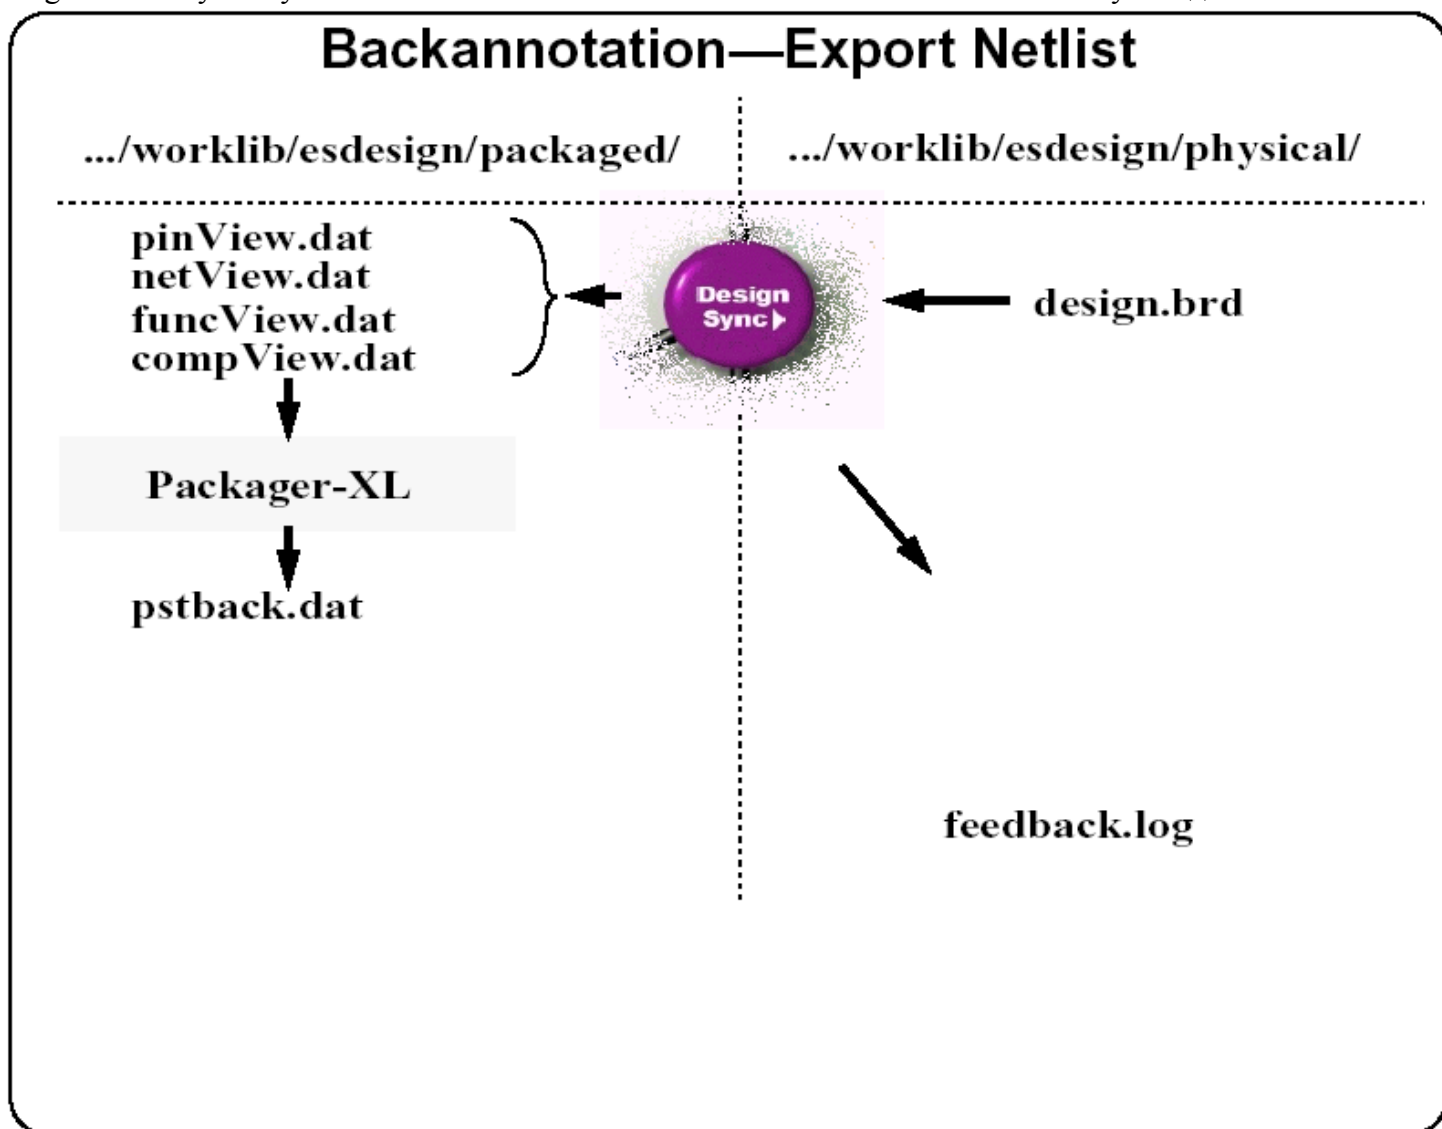 Backannotation—Export Netlist
.../worklib/esdesign/packaged/
.../worklib/esdesign/physical/
pinView.dat
netView.dat
funcView.dat
compView.dat
Design
Sync
design.brd
Packager-XL
pstback.dat
feedback.log